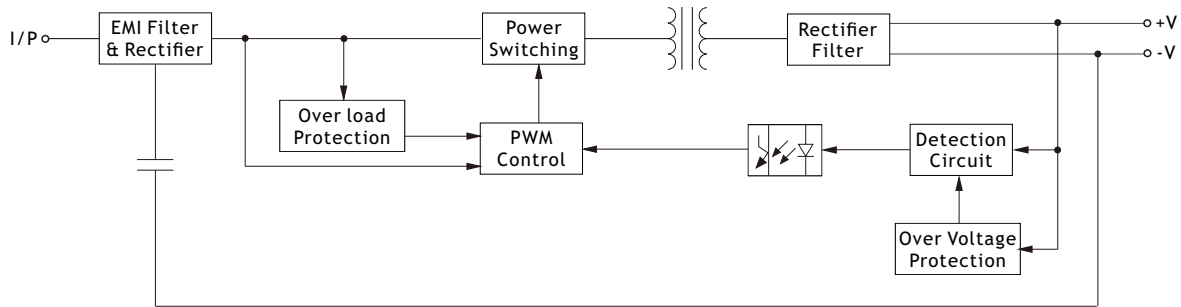 I/P
EMI Filter
& Rectifier
Power
Switching
Rectifier
Filter
+V
-V
Over load
Protection
PWM
Control
Detection
Circuit
Over Voltage
Protection